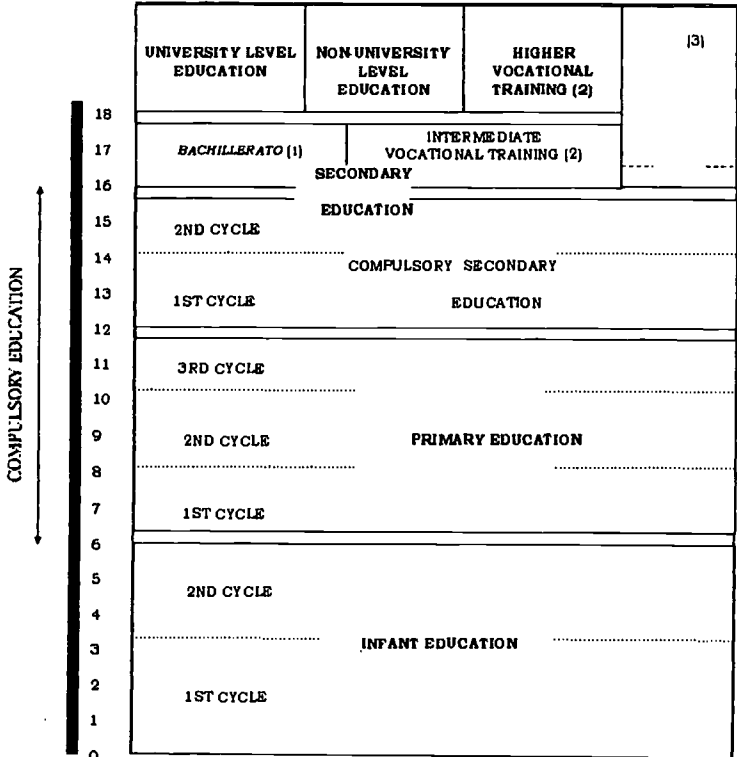 UNIVERSITY LEVEL
EDUCATION
NON-UNIVERSITY
LEVEL
EDUCATION
HIGHER
VOCATIONAL
TRAINING (2)
(3)
18
17
BACHILLERATO (1)
INTERMEDIATE
VOCATIONAL TRAINING (2)
16
SECONDARY
EDUCATION
15
2ND CYCLE
14
COMPULSORY SECONDARY
EDUCATION
13
1ST CYCLE
12
11
3RD CYCLE
10
9
2ND CYCLE
PRIMARY EDUCATION
8
7
1ST CYCLE
6
5
2ND CYCLE
4
3
INFANT EDUCATION
2
1ST CYCLE
1
0
COMPULSORY EDUCATION